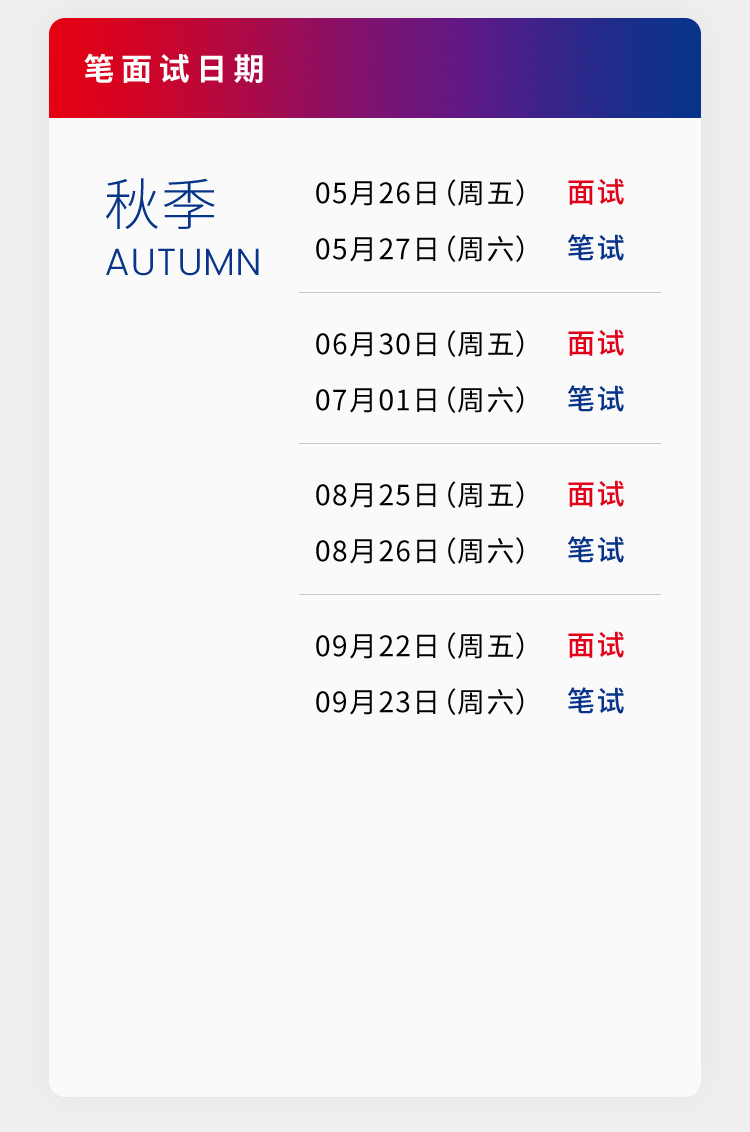 笔面试日期
秋季
AUTUMN
05月26日（周五） 面试
05月27日（周六） 笔试
06月30日（周五） 面试
07月01日（周六） 笔试
08月25日（周五） 面试
08月26日（周六） 笔试
09月22日（周五） 面试
09月23日（周六） 笔试